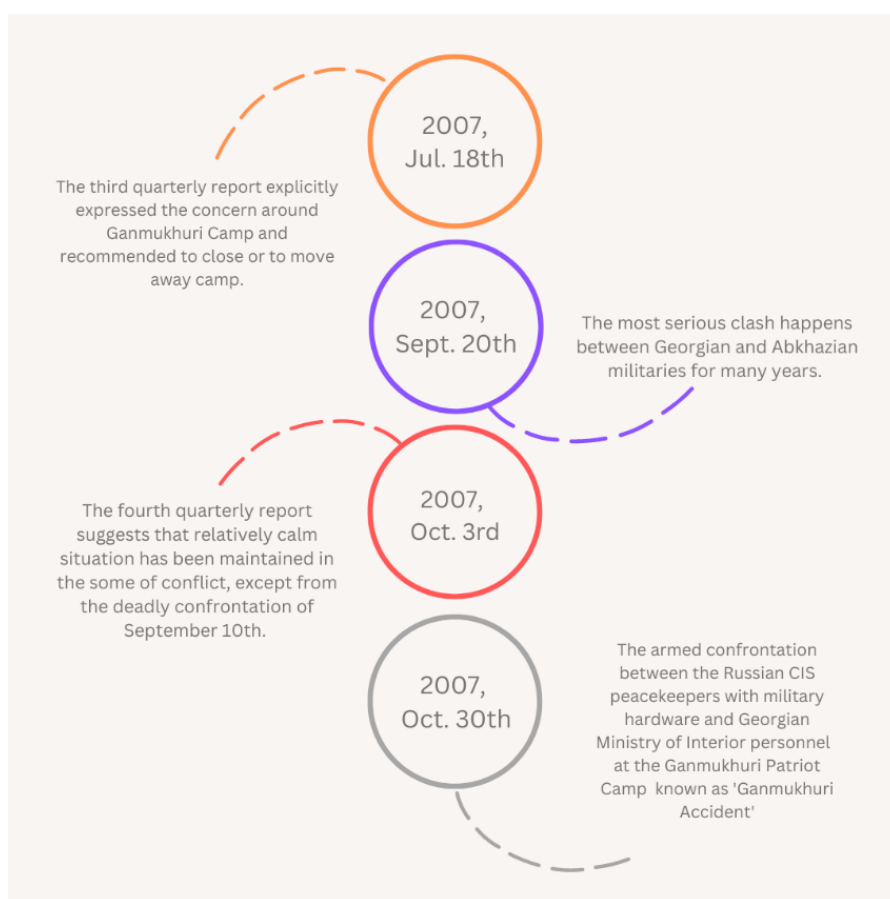 2007,
Jul. 18th
The third quarterly report explicitly
expressed the concern around
Ganmukhuri Camp and
recommended to close or to move
away camp.
2007,
Sept. 20th
The most serious clash happens
between Georgian and Abkhazian
militaries for many years.
2007,
Oct. 3rd
The fourth quarterly report
suggests that relatively calm
situation has been maintained in
the some of conflict, except from
the deadly confrontation of
September 10th.
2007,
Oct. 30th
The armed confrontation
between the Russian CIS
peacekeepers with military
hardware and Georgian
Ministry of Interior personnel
at the Ganmukhuri Patriot
Camp known as 'Ganmukhuri
Accident'